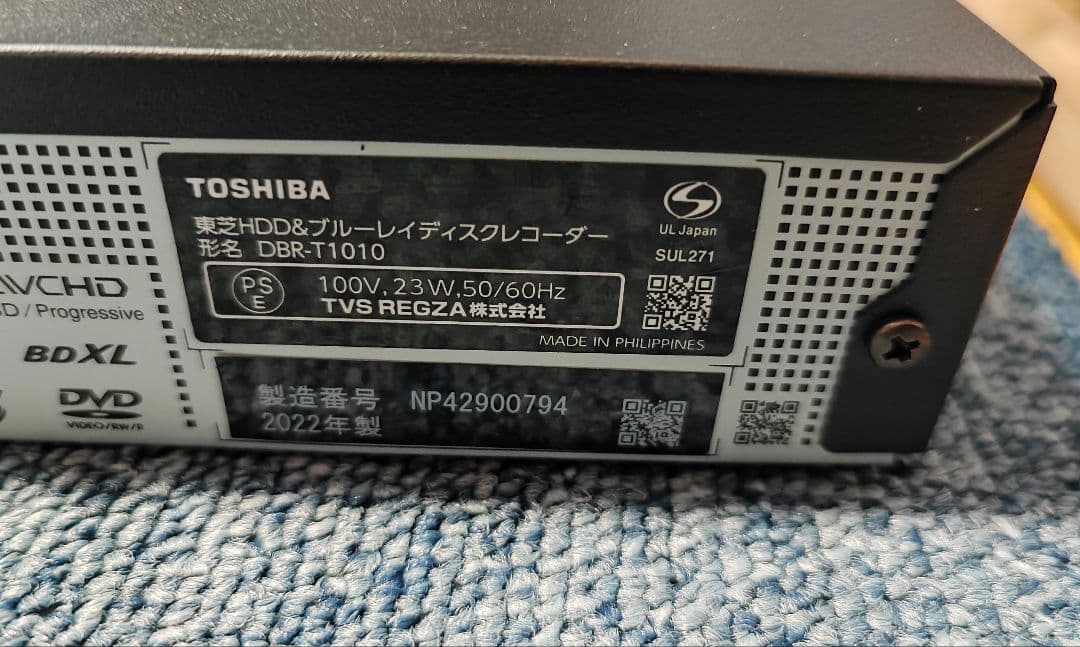 TOSHIBA
東芝HDD&ブルーレイディスクレコーダー
形名 DBR-T1010
PS
E
100V, 23W, 50/60Hz
TVS REGZA株式会社
S
UL Japan
SUL271
MADE IN PHILIPPINES
製造番号 NP42900794
2022年製
AVCHD
/ Progressive
BDXL
DVD
VIDEO/RW/R